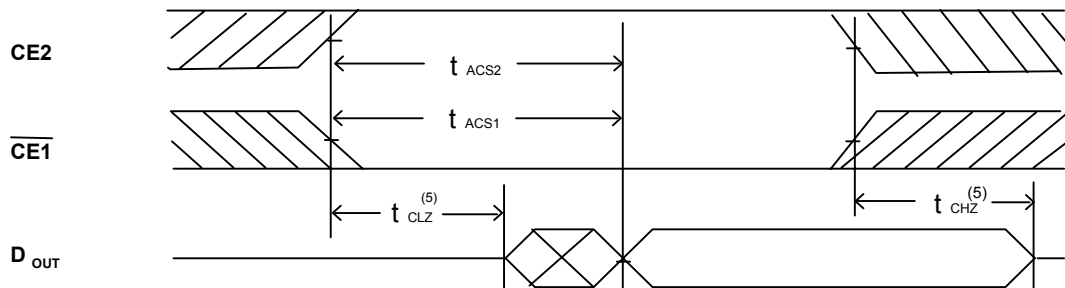 CE2
t ACS2
t ACS1
CE1
t CLZ (5)
t CHZ (5)
D OUT